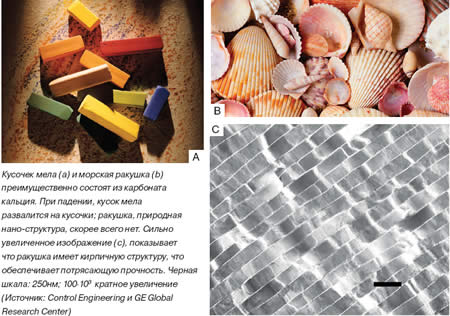 A
B
C
Кусочек мела (a) и морская ракушка (b)
преимущественно состоят из карбоната
кальция. При падении, кусок мела
развалится на кусочки; ракушка, природная
нано-структура, скорее всего нет. Сильно
увеличенное изображение (c), показывает
что ракушка имеет кирпичную структуру, что
обеспечивает потрясающую прочность. Черная
шкала: 250нм; 100·10³ кратное увеличение
(Источник: Control Engineering и GE Global
Research Center)